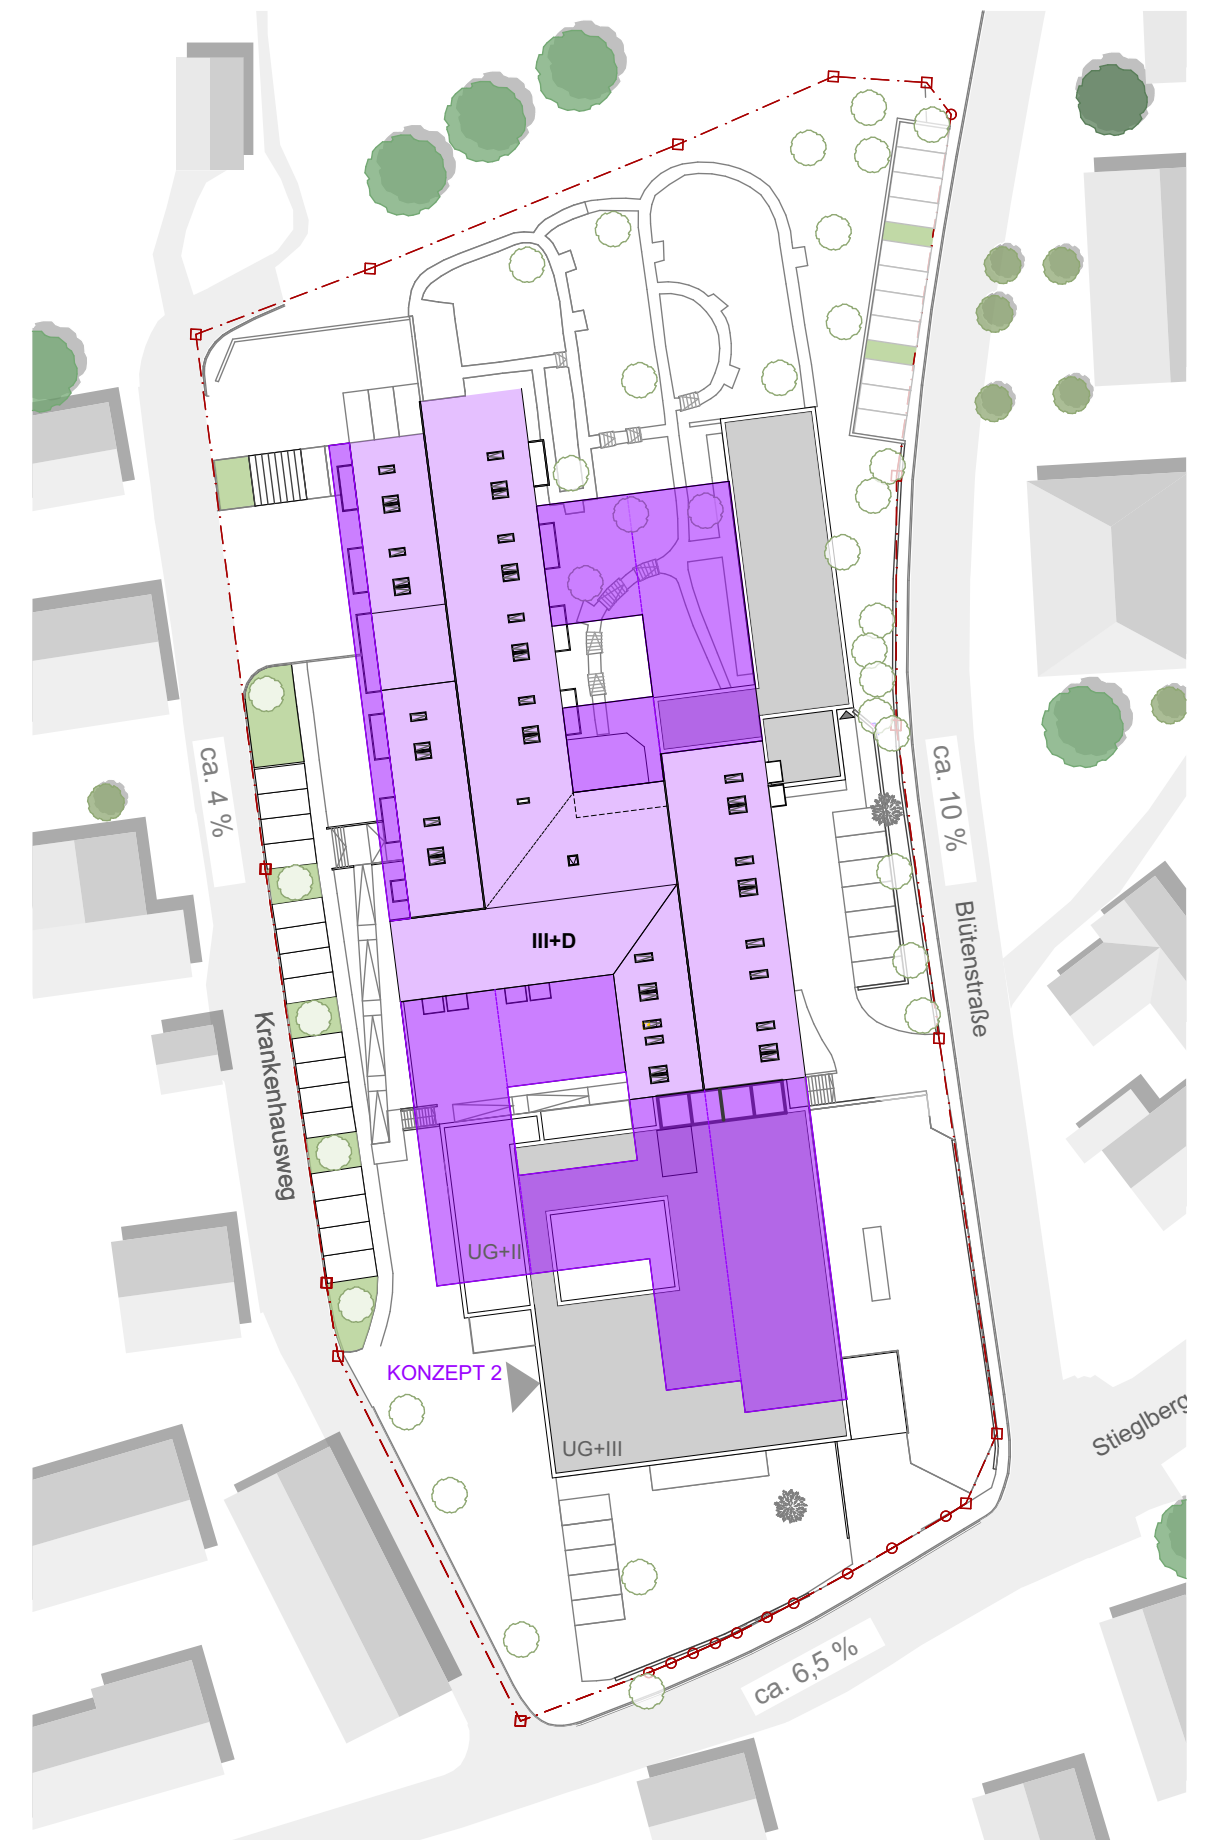 ca. 4 %
ca. 10 %
Blütenstraße
III+D
Krankenhausweg
UG+II
KONZEPT 2
Stieglberg
UG+III
ca. 6,5 %